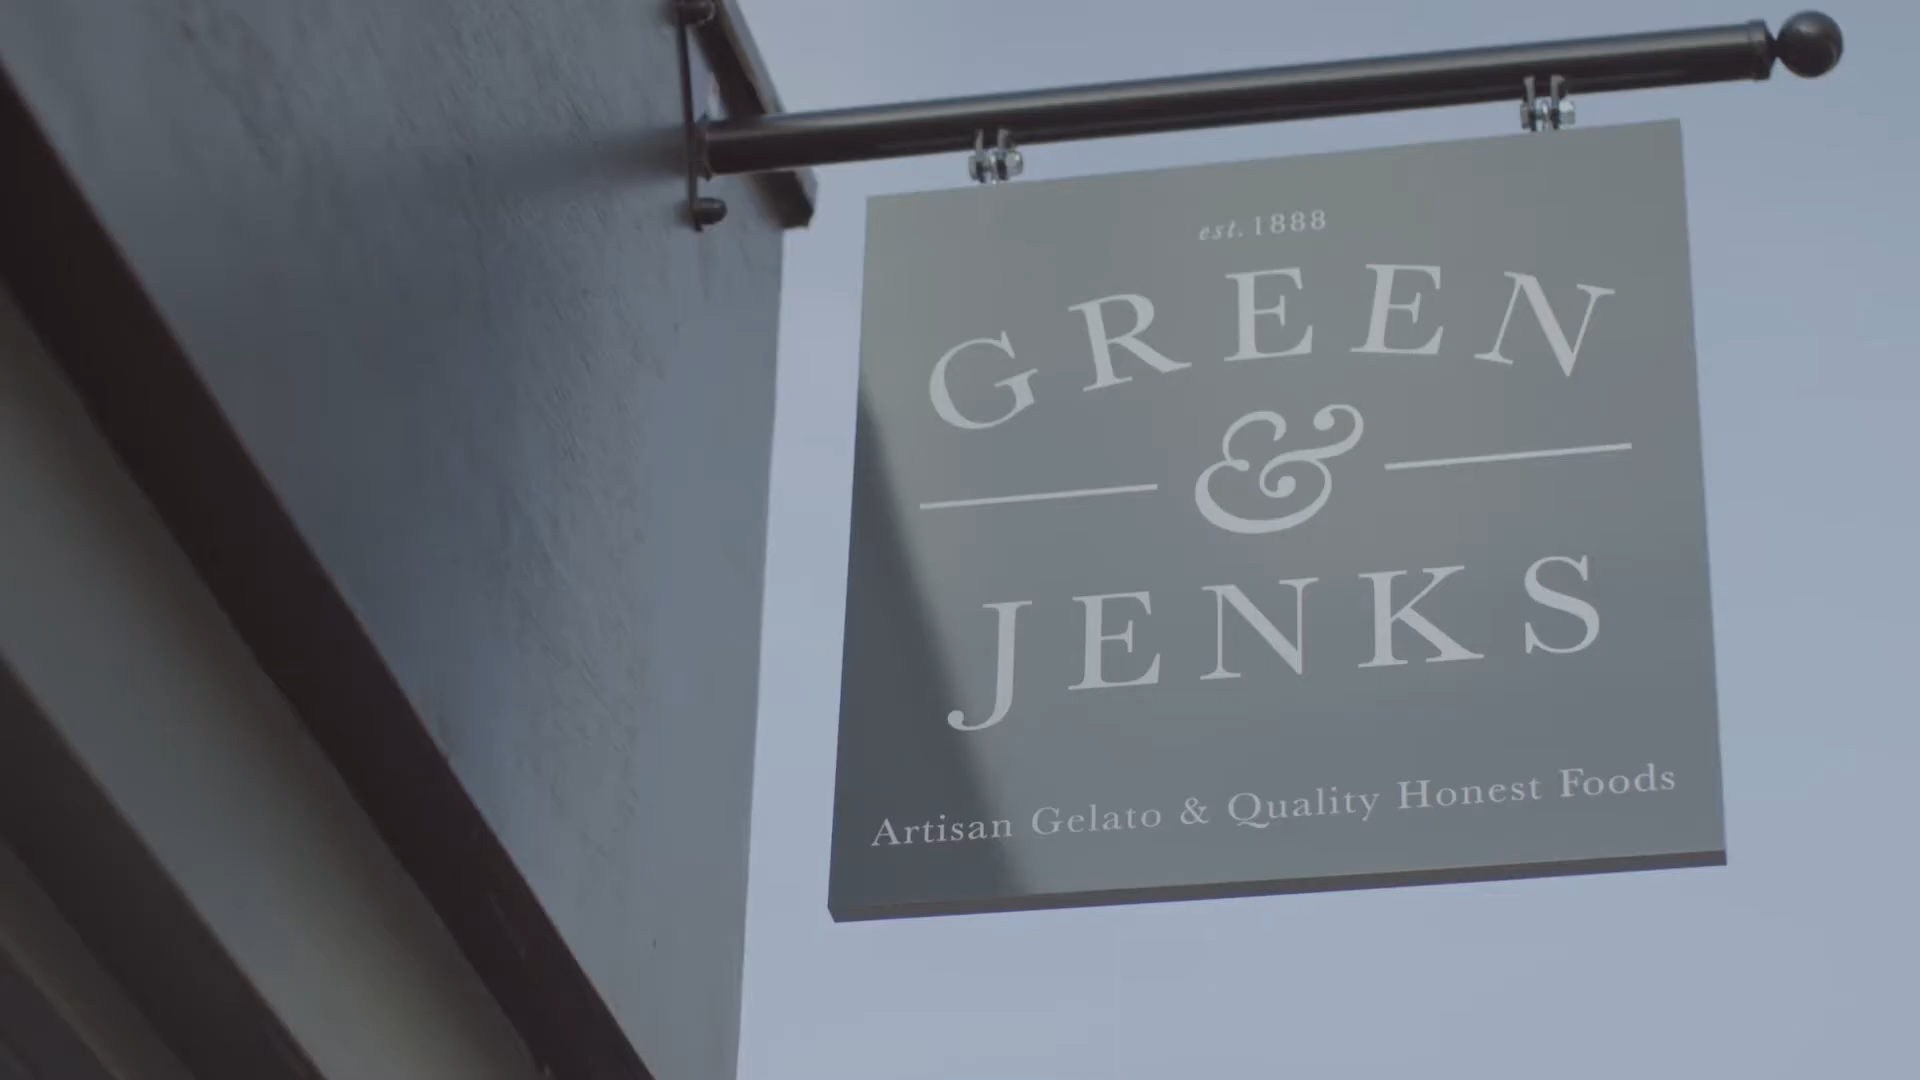 est. 1888
GREEN
&
JENKS
Artisan Gelato & Quality Honest Foods